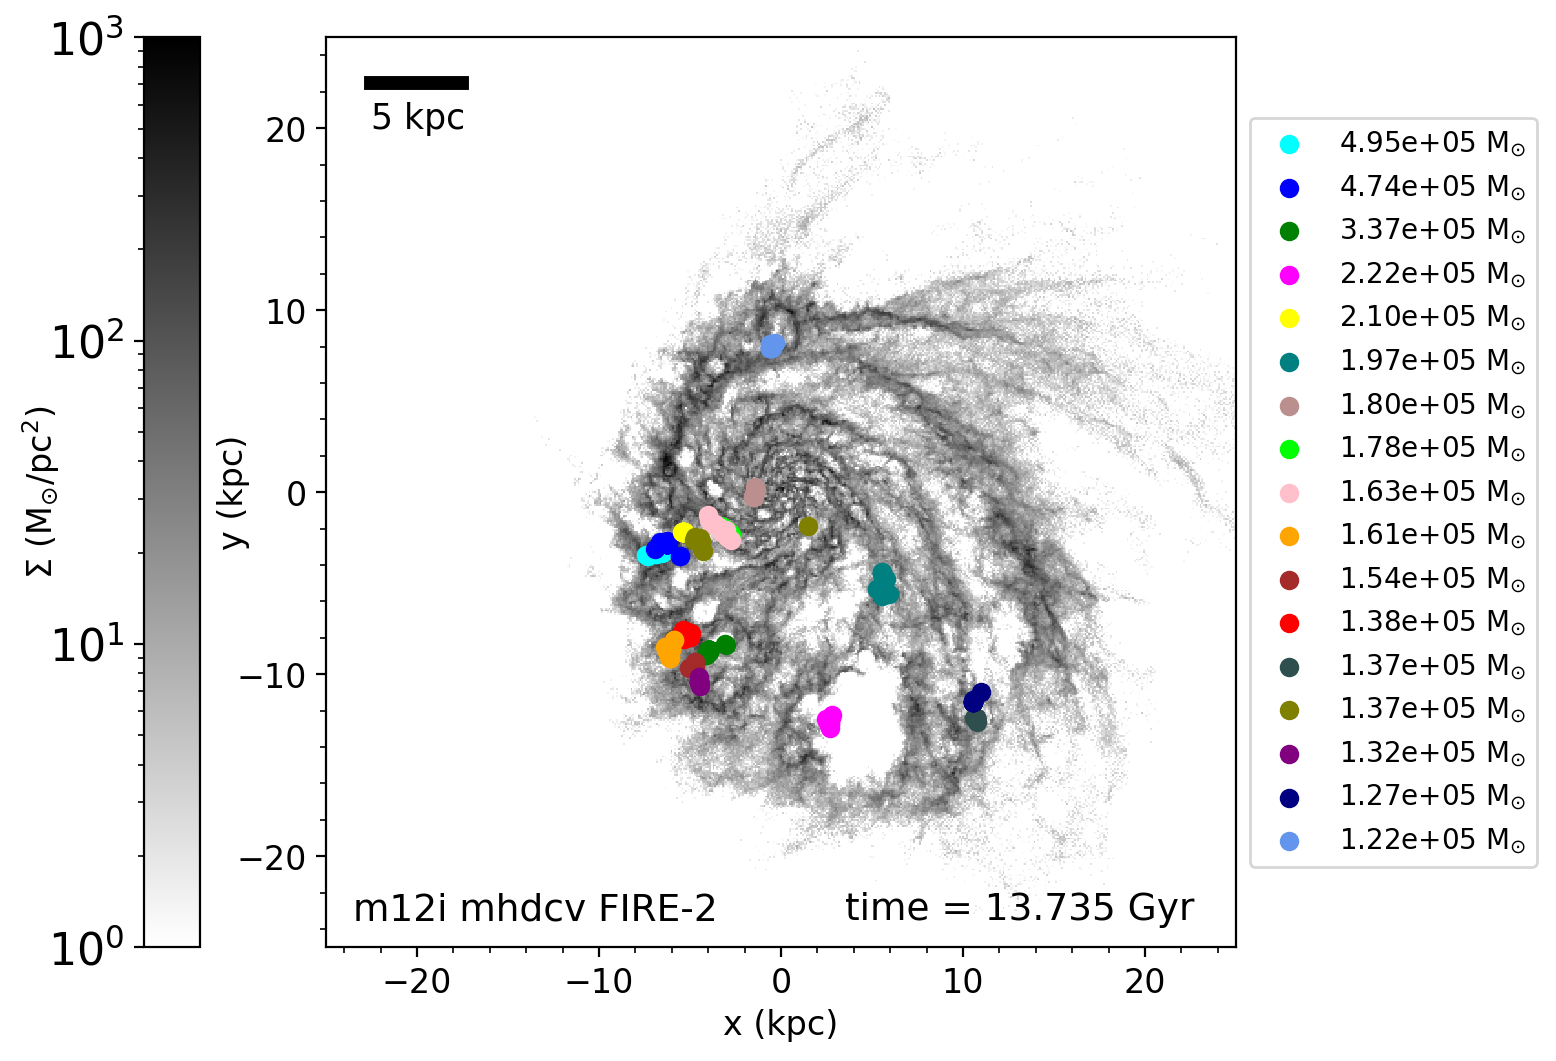 10³
10²
10¹
10⁰
Σ (M⊙/pc²)
y (kpc)
20
10
0
−10
−20
5 kpc
m12i mhdcv FIRE-2
time = 13.735 Gyr
−20
−10
0
10
20
x (kpc)
4.95e+05 M⊙
4.74e+05 M⊙
3.37e+05 M⊙
2.22e+05 M⊙
2.10e+05 M⊙
1.97e+05 M⊙
1.80e+05 M⊙
1.78e+05 M⊙
1.63e+05 M⊙
1.61e+05 M⊙
1.54e+05 M⊙
1.38e+05 M⊙
1.37e+05 M⊙
1.37e+05 M⊙
1.32e+05 M⊙
1.27e+05 M⊙
1.22e+05 M⊙